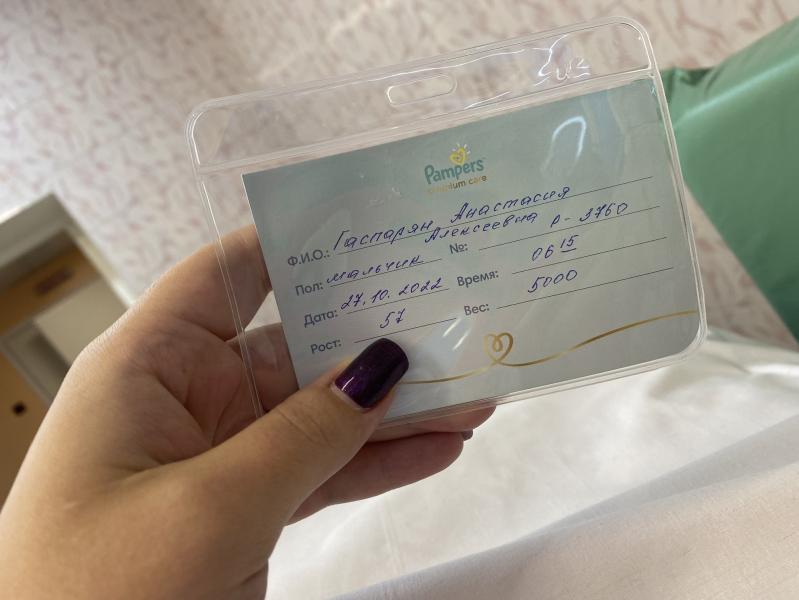 Pampers
premium care
Ф.И.О.: Гаспарян Анастасия
Алексеевна
Пол: мальчик №: р - 3760
Дата: 27.10.2022 Время: 06 15
Рост: 57 Вес: 5000